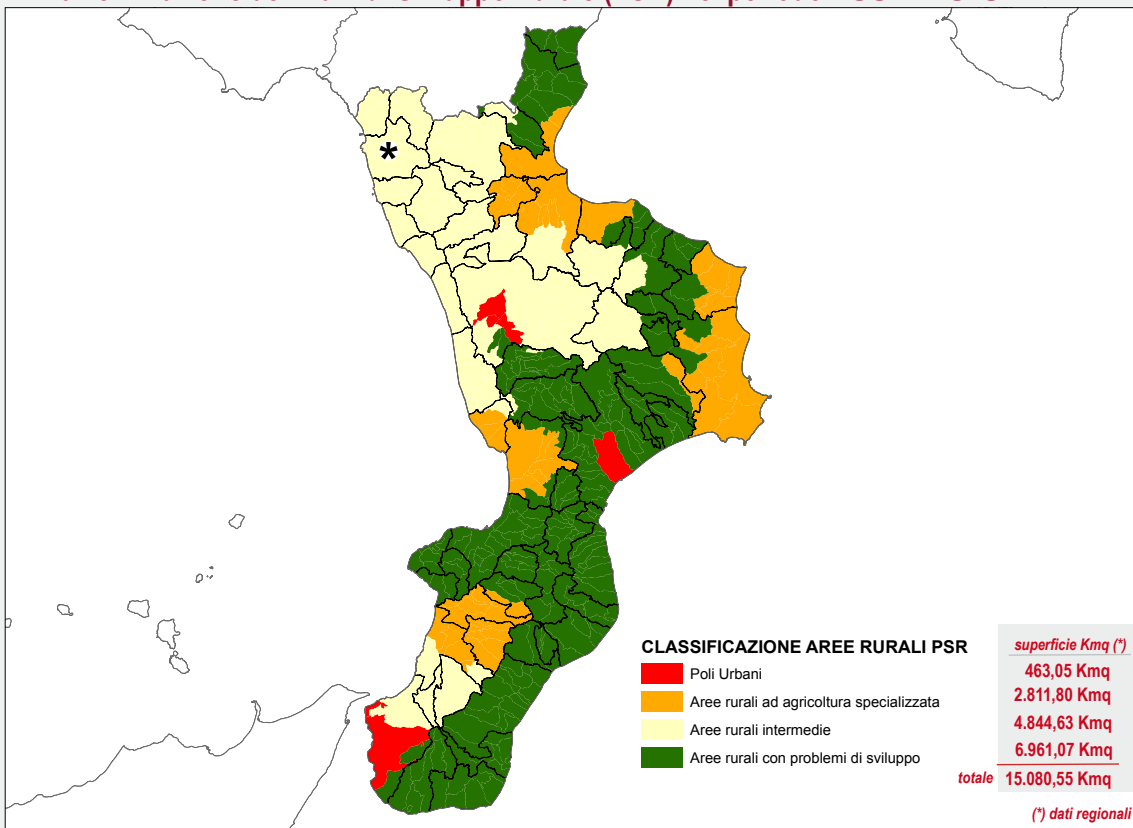 *
CLASSIFICAZIONE AREE RURALI PSR
superficie Kmq (*)
Poli Urbani
463,05 Kmq
Aree rurali ad agricoltura specializzata
2.811,80 Kmq
Aree rurali intermedie
4.844,63 Kmq
Aree rurali con problemi di sviluppo
6.961,07 Kmq
totale 15.080,55 Kmq
(*) dati regionali